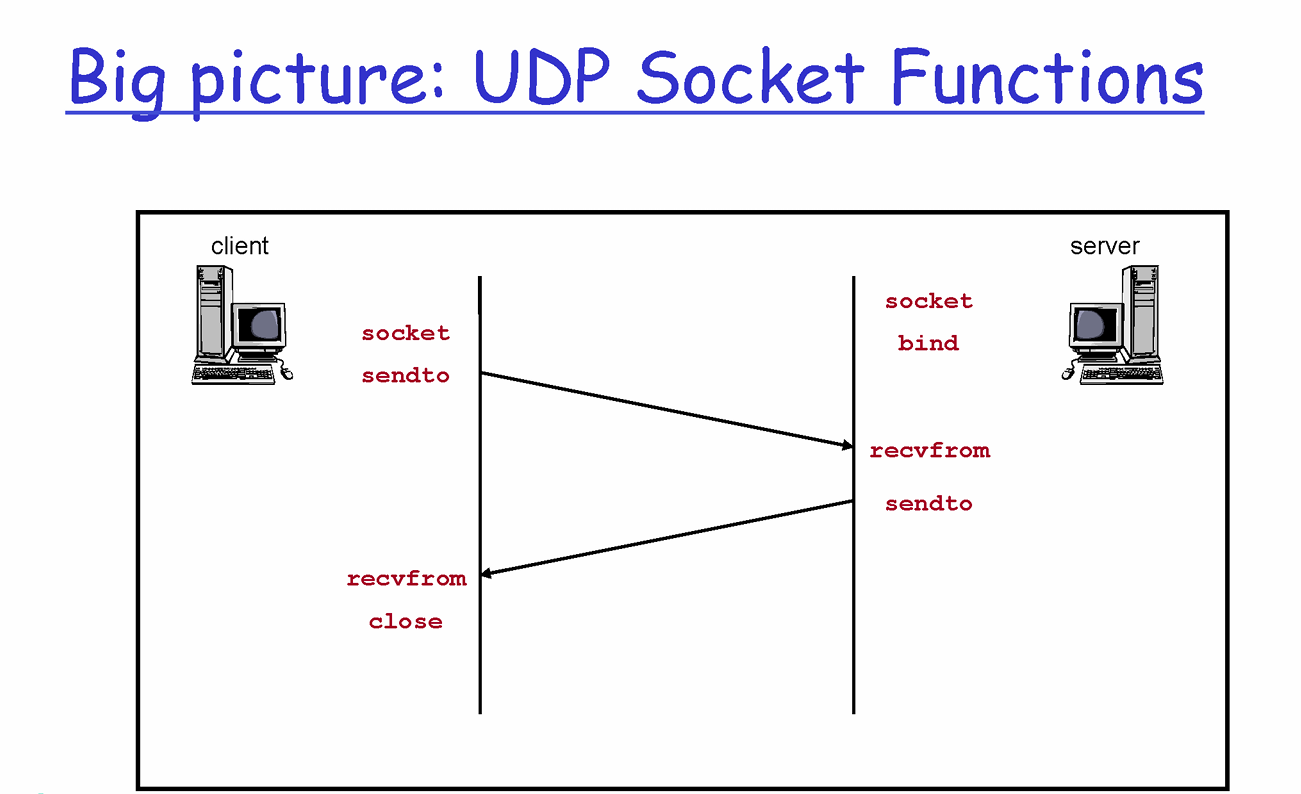 Big picture: UDP Socket Functions
client
server
socket
bind
socket
sendto
recvfrom
sendto
recvfrom
close